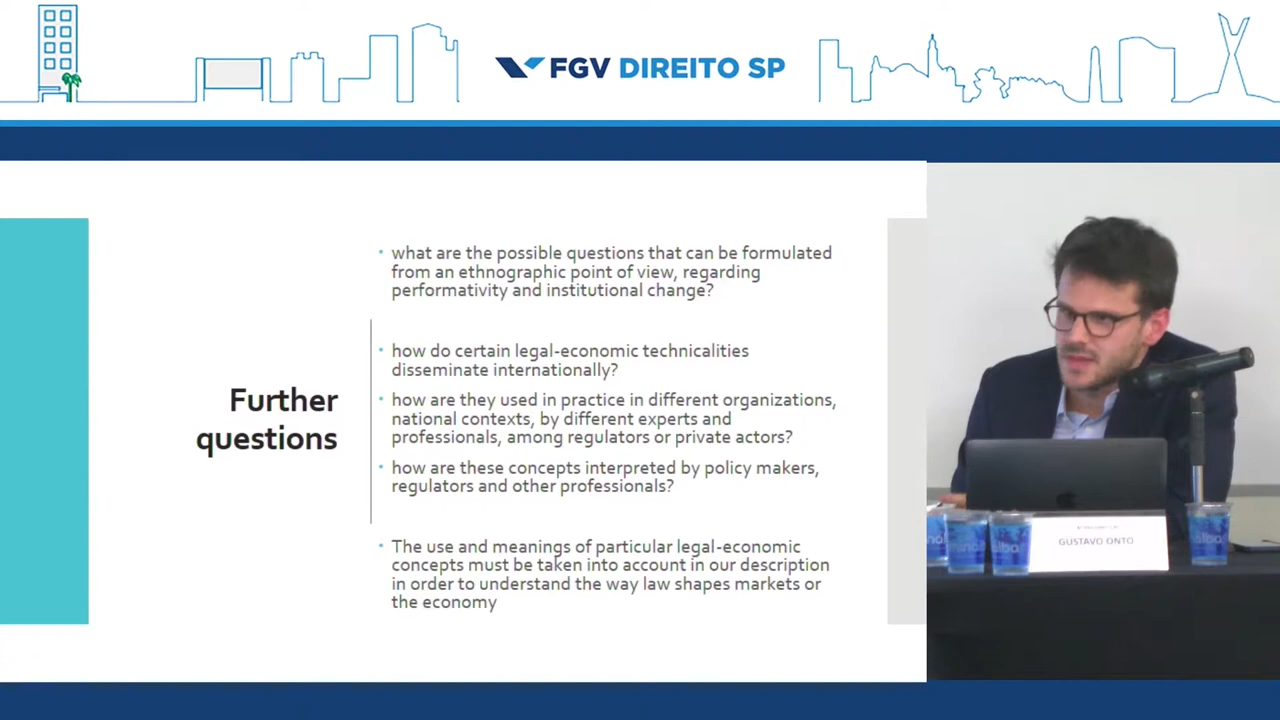 FGV DIREITO SP
Further
questions
what are the possible questions that can be formulated
from an ethnographic point of view, regarding
performativity and institutional change?
how do certain legal-economic technicalities
disseminate internationally?
how are they used in practice in different organizations,
national contexts, by different experts and
professionals, among regulators or private actors?
how are these concepts interpreted by policy makers,
regulators and other professionals?
The use and meanings of particular legal-economic
concepts must be taken into account in our description
in order to understand the way law shapes markets or
the economy
GUSTAVO ONTO